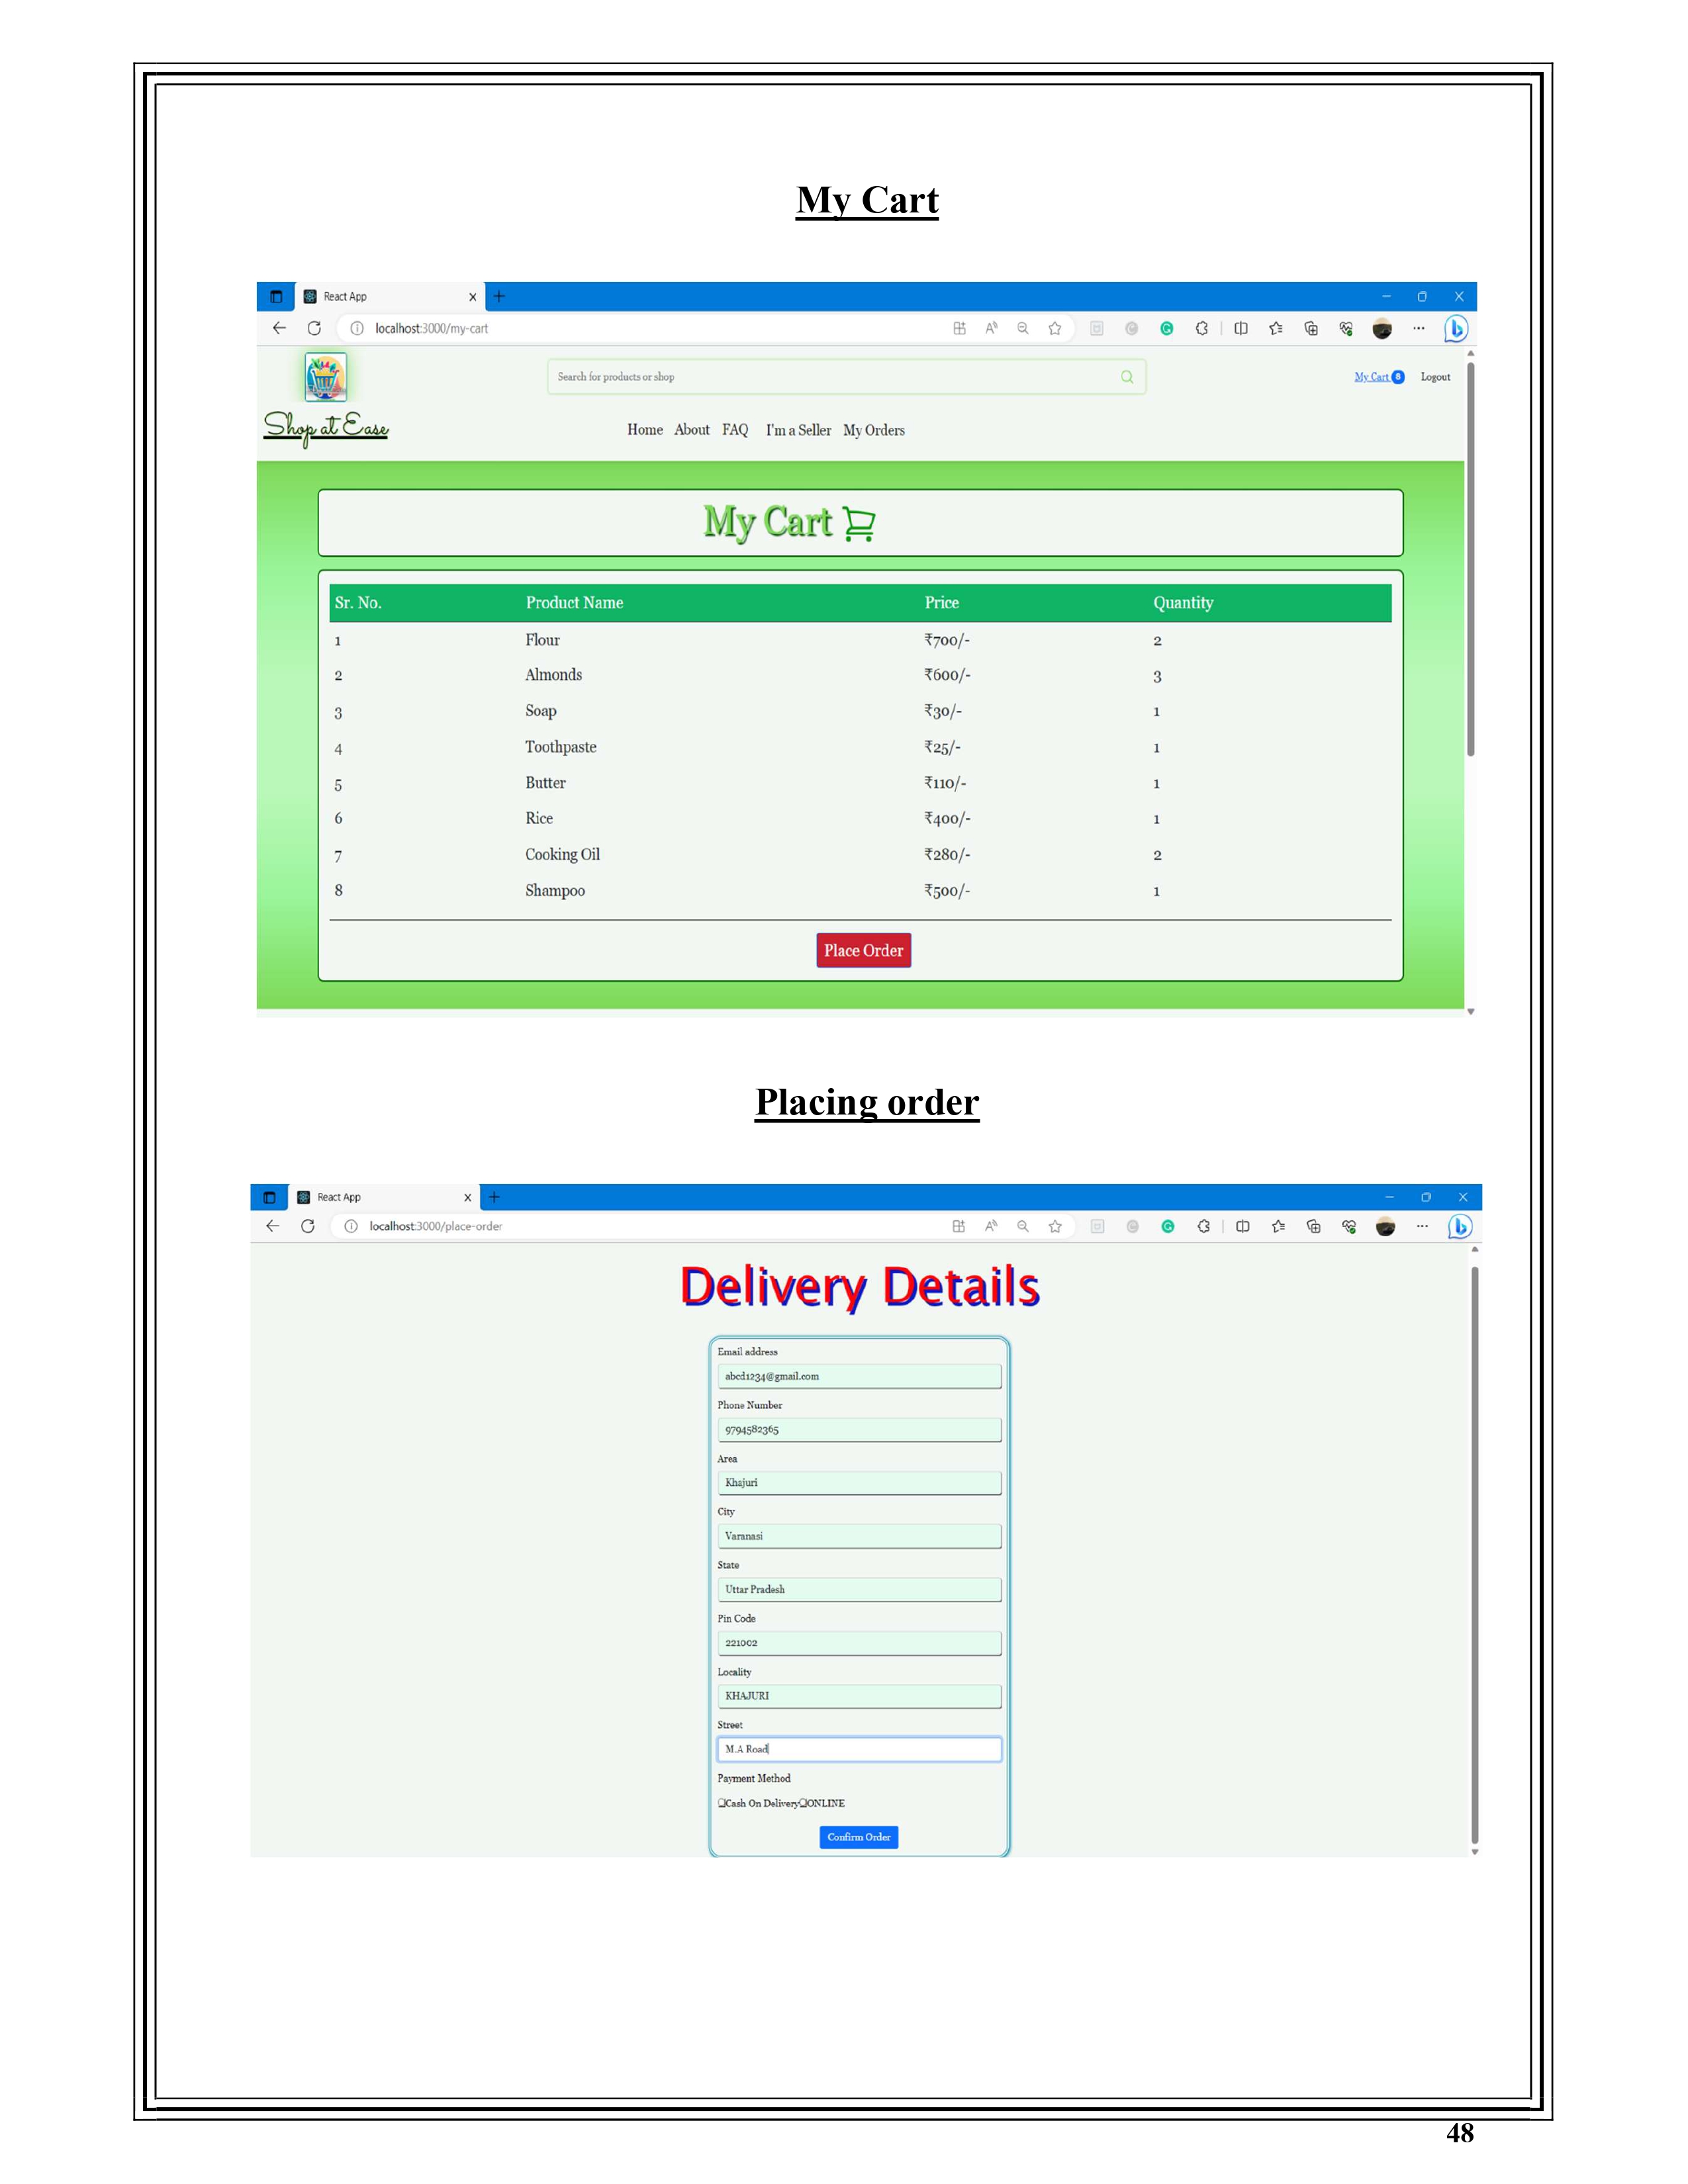 My Cart
React App
localhost:3000/my-cart
Search for products or shop
My Cart 8 Logout
Shop at Ease
Home About FAQ I'm a Seller My Orders
My Cart
Sr. No. Product Name Price Quantity
1 Flour ₹700/- 2
2 Almonds ₹600/- 3
3 Soap ₹30/- 1
4 Toothpaste ₹25/- 1
5 Butter ₹110/- 1
6 Rice ₹400/- 1
7 Cooking Oil ₹280/- 2
8 Shampoo ₹500/- 1
Place Order
Placing order
React App
localhost:3000/place-order
Delivery Details
Email address
abcd1234@gmail.com
Phone Number
9794582365
Area
Khajuri
City
Varanasi
State
Uttar Pradesh
Pin Code
221002
Locality
KHAJURI
Street
M.A Road
Payment Method
Cash On Delivery ONLINE
Confirm Order
48